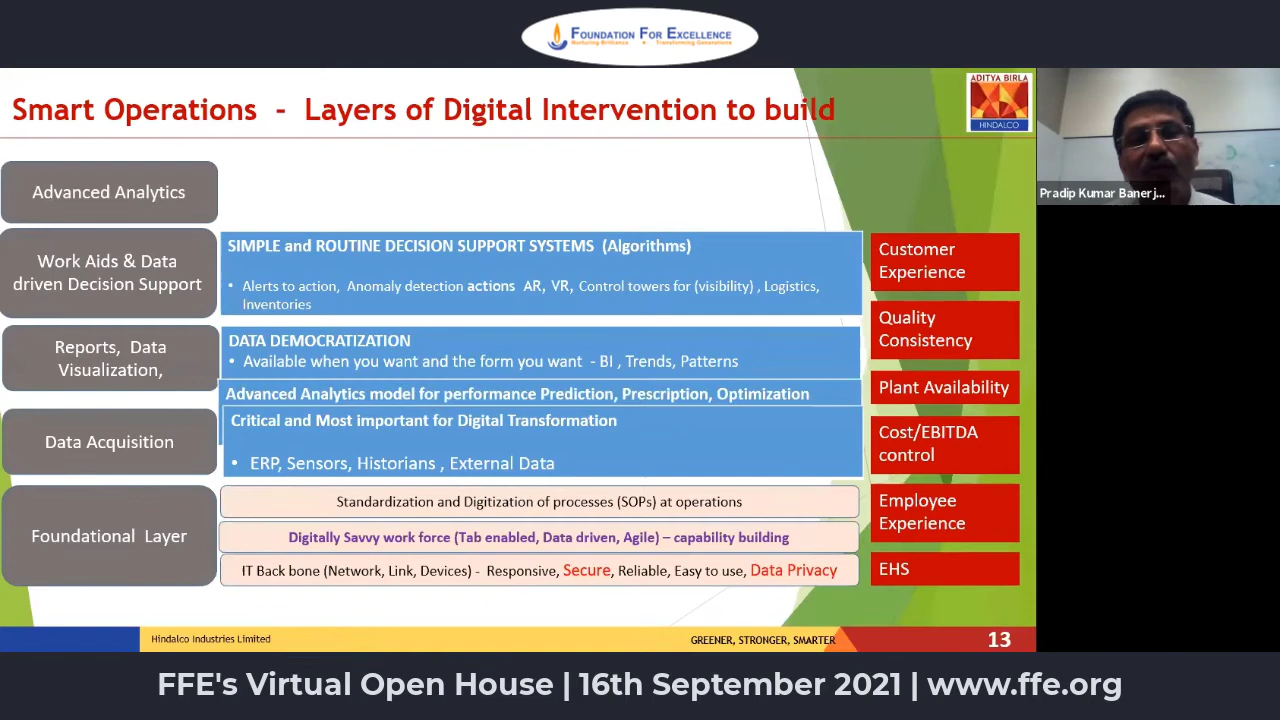 FOUNDATION FOR EXCELLENCE
Nurturing Brilliance • Transforming Generations
Smart Operations - Layers of Digital Intervention to build
ADITYA BIRLA
HINDALCO
Pradip Kumar Banerj...
Advanced Analytics
Work Aids & Data
driven Decision Support
SIMPLE and ROUTINE DECISION SUPPORT SYSTEMS (Algorithms)
• Alerts to action, Anomaly detection actions AR, VR, Control towers for (visibility) , Logistics,
Inventories
Reports, Data
Visualization,
DATA DEMOCRATIZATION
• Available when you want and the form you want - BI , Trends, Patterns
Advanced Analytics model for performance Prediction, Prescription, Optimization
Data Acquisition
Critical and Most important for Digital Transformation
• ERP, Sensors, Historians , External Data
Foundational Layer
Standardization and Digitization of processes (SOPs) at operations
Digitally Savvy work force (Tab enabled, Data driven, Agile) – capability building
IT Back bone (Network, Link, Devices) - Responsive, Secure, Reliable, Easy to use, Data Privacy
Customer
Experience
Quality
Consistency
Plant Availability
Cost/EBITDA
control
Employee
Experience
EHS
Hindalco Industries Limited
GREENER, STRONGER, SMARTER
13
FFE's Virtual Open House | 16th September 2021 | www.ffe.org